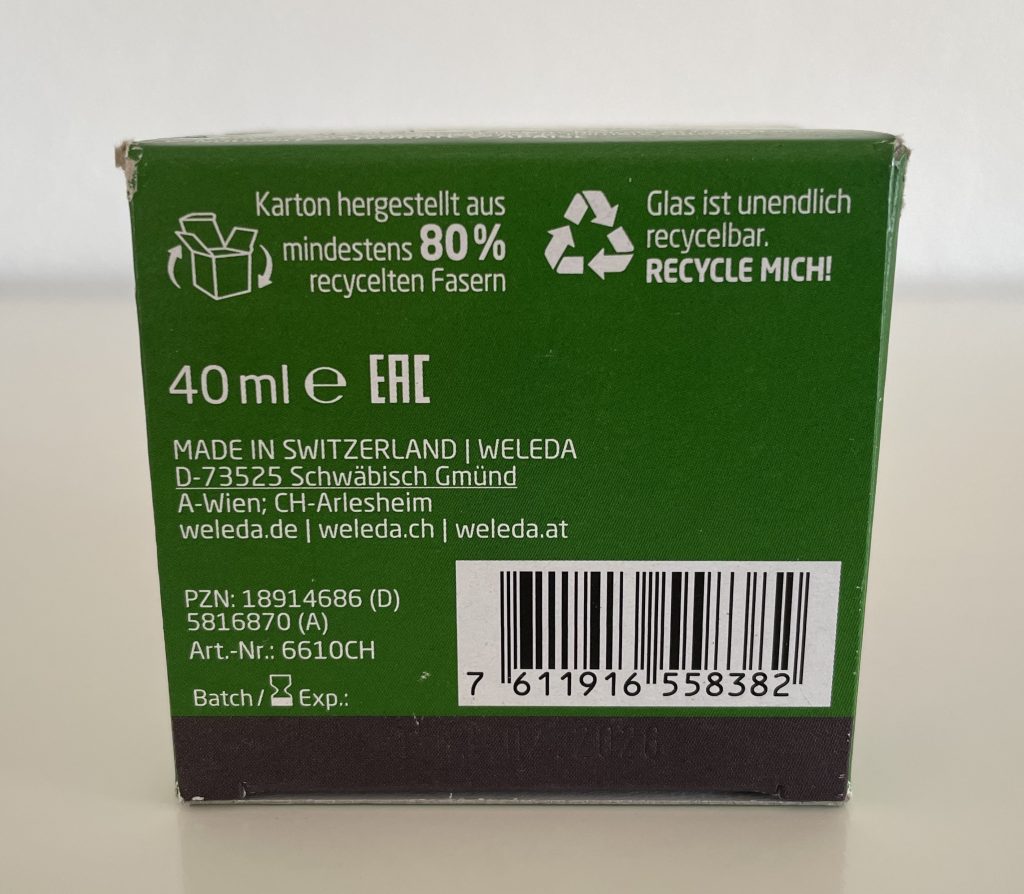 Karton hergestellt aus
mindestens 80%
recycelten Fasern
Glas ist unendlich
recycelbar.
RECYCLE MICH!
40 ml ℮ EAC
MADE IN SWITZERLAND | WELEDA
D-73525 Schwäbisch Gmünd
A-Wien; CH-Arlesheim
weleda.de | weleda.ch | weleda.at
PZN: 18914686 (D)
5816870 (A)
Art.-Nr.: 6610CH
Batch / Exp.:
7 611916 558382